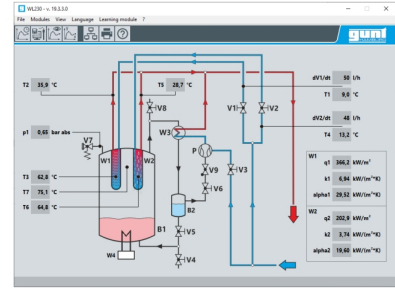 WL230 - v. 19.5.5.0
File Modules View Language Learning module ?
gunt
T2 35,9 °C
T5 28,7 °C
dV1/dt 50 l/h
T1 9,0 °C
dV2/dt 48 l/h
T4 13,2 °C
p1 0,65 bar abs
V7
V8
W3
V1
V2
W1
W2
P
V3
V9
V6
T3 62,8 °C
T7 75,1 °C
T6 64,8 °C
B2
B1
V5
V4
W4
W1
q1 366,2 kW/m²
k1 6,94 kW/(m²*K)
alpha1 29,52 kW/(m²*K)
W2
q2 202,9 kW/m²
k2 3,74 kW/(m²*K)
alpha2 19,60 kW/(m²*K)